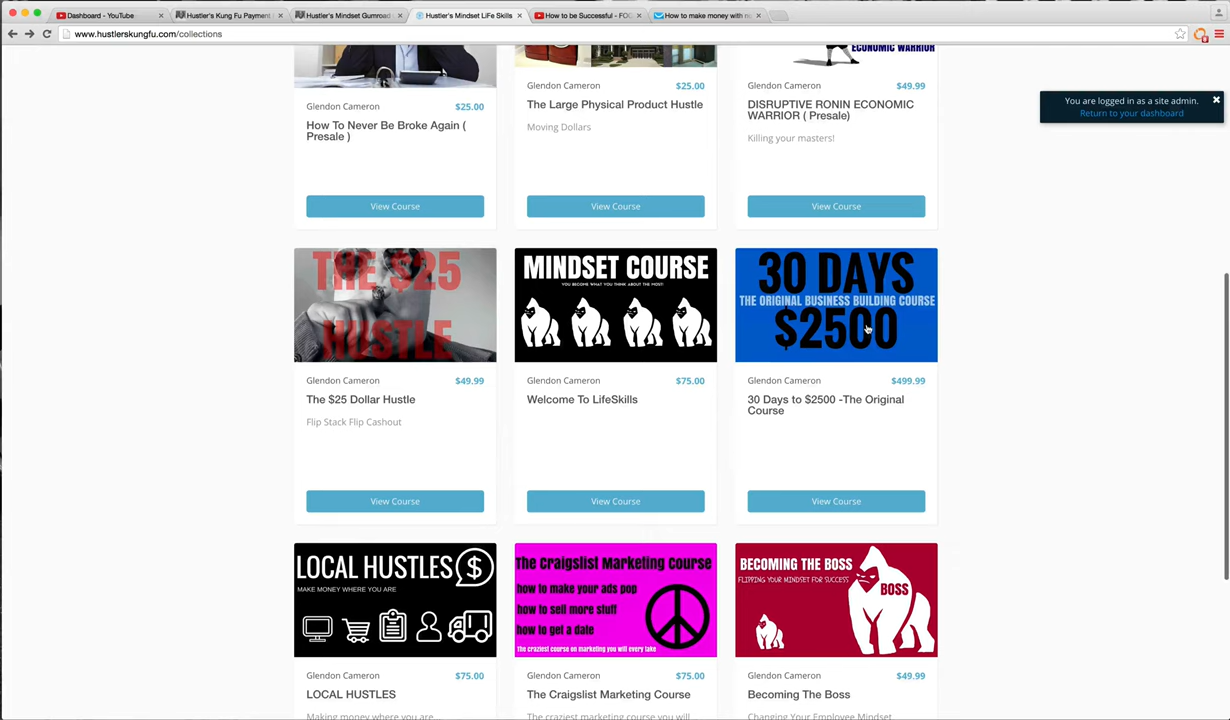 Dashboard - YouTube
Hustler's Kung Fu Payment
Hustler's Mindset Gumroad
Hustler's Mindset LiFe Skills
How to be Successful - FOC
How to make money with r
www.hustlerskungfu.com/collections
You are logged in as a site admin.
Return to your dashboard
ECONOMIC WARRIOR
Glendon Cameron $25.00
How To Never Be Broke Again (
Presale )
View Course
Glendon Cameron $25.00
The Large Physical Product Hustle
Moving Dollars
View Course
Glendon Cameron $49.99
DISRUPTIVE RONIN ECONOMIC
WARRIOR ( Presale)
Killing your masters!
View Course
THE $25
HUSTLE
Glendon Cameron $49.99
The $25 Dollar Hustle
Flip Stack Flip Cashout
View Course
MINDSET COURSE
YOU BECOME WHAT YOU THINK ABOUT THE MOST!
Glendon Cameron $75.00
Welcome To LifeSkills
View Course
30 DAYS
THE ORIGINAL BUSINESS BUILDING COURSE
$2500
Glendon Cameron $499.99
30 Days to $2500 -The Original
Course
View Course
LOCAL HUSTLES $
MAKE MONEY WHERE YOU ARE
Glendon Cameron $75.00
LOCAL HUSTLES
Making money where you are...
The Craigslist Marketing Course
how to make your ads pop
how to sell more stuff
how to get a date
The craziest course on marketing you will every take
Glendon Cameron $75.00
The Craigslist Marketing Course
The craziest marketing course you will
BECOMING THE BOSS
FLIPPING YOUR MINDSET FOR SUCCESS
BOSS
Glendon Cameron $49.99
Becoming The Boss
Changing Your Employee Mindset